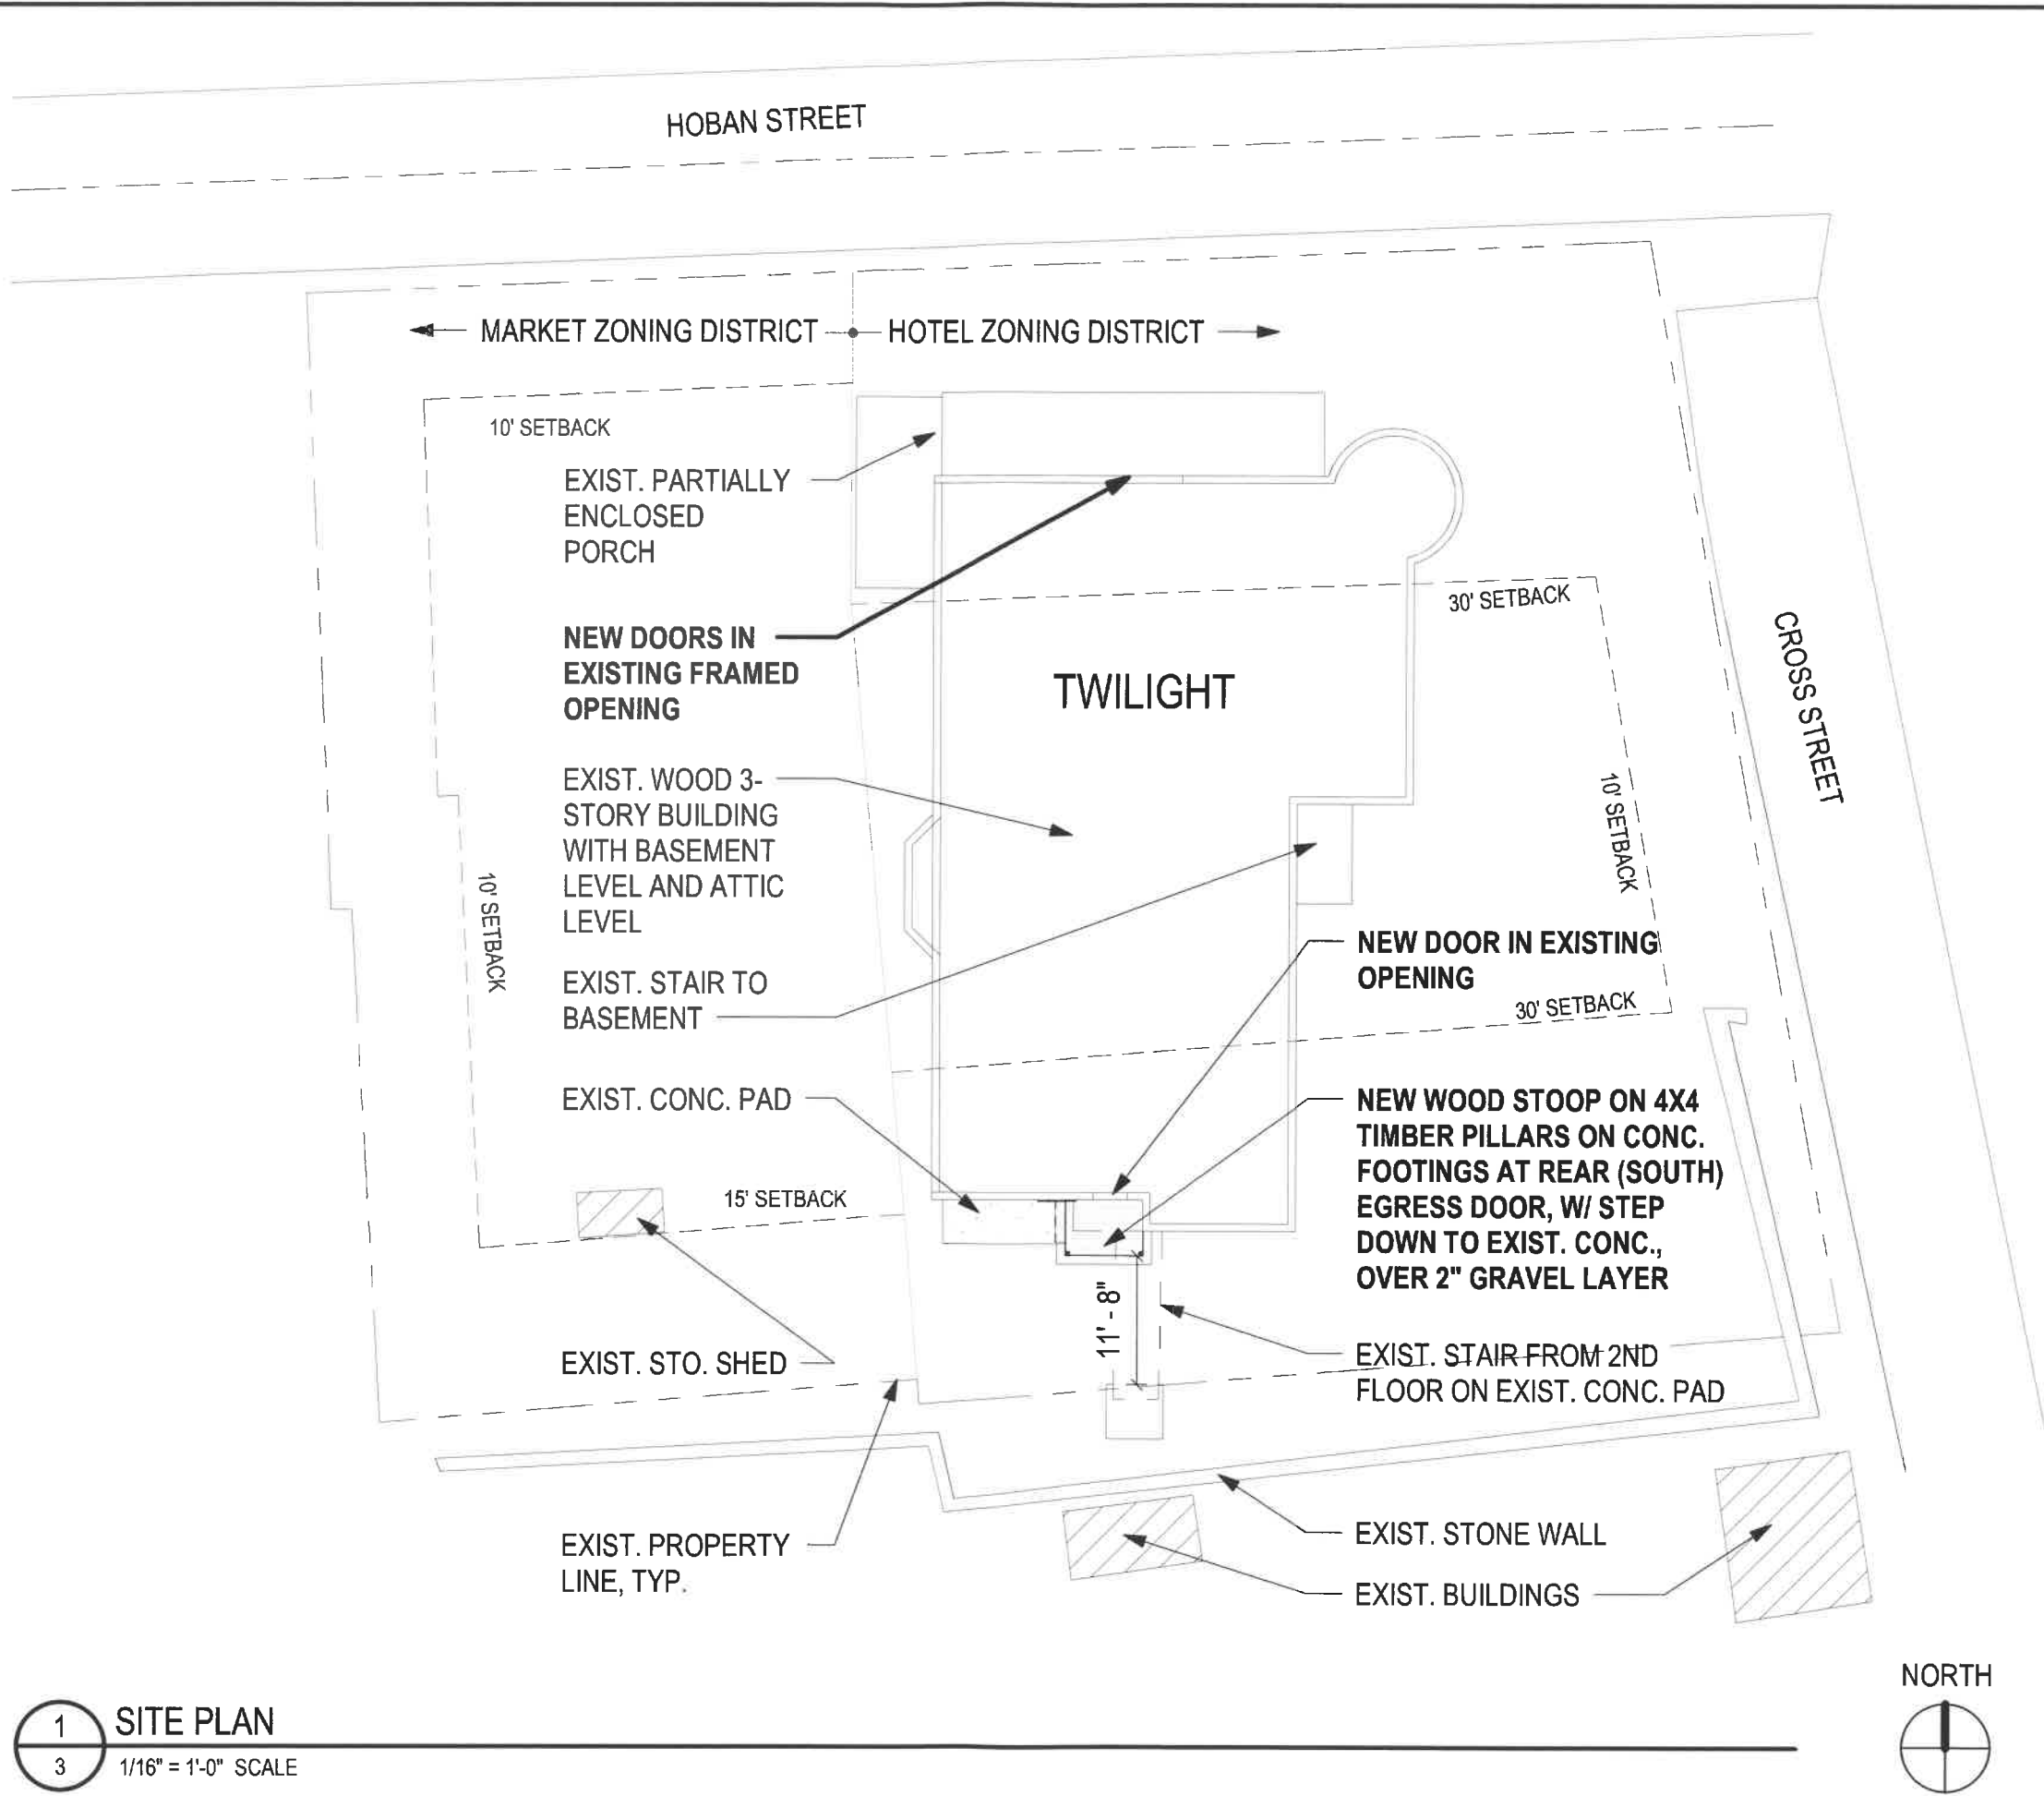 HOBAN STREET
MARKET ZONING DISTRICT
HOTEL ZONING DISTRICT
10' SETBACK
EXIST. PARTIALLY
ENCLOSED
PORCH
30' SETBACK
NEW DOORS IN
EXISTING FRAMED
OPENING
TWILIGHT
CROSS STREET
EXIST. WOOD 3-
STORY BUILDING
WITH BASEMENT
LEVEL AND ATTIC
LEVEL
10' SETBACK
10' SETBACK
NEW DOOR IN EXISTING
OPENING
EXIST. STAIR TO
BASEMENT
30' SETBACK
EXIST. CONC. PAD
NEW WOOD STOOP ON 4X4
TIMBER PILLARS ON CONC.
FOOTINGS AT REAR (SOUTH)
EGRESS DOOR, W/ STEP
DOWN TO EXIST. CONC.,
OVER 2" GRAVEL LAYER
15' SETBACK
11' - 8"
EXIST. STO. SHED
EXIST. STAIR FROM 2ND
FLOOR ON EXIST. CONC. PAD
EXIST. PROPERTY
LINE, TYP.
EXIST. STONE WALL
EXIST. BUILDINGS
NORTH
1
3
SITE PLAN
1/16" = 1'-0" SCALE